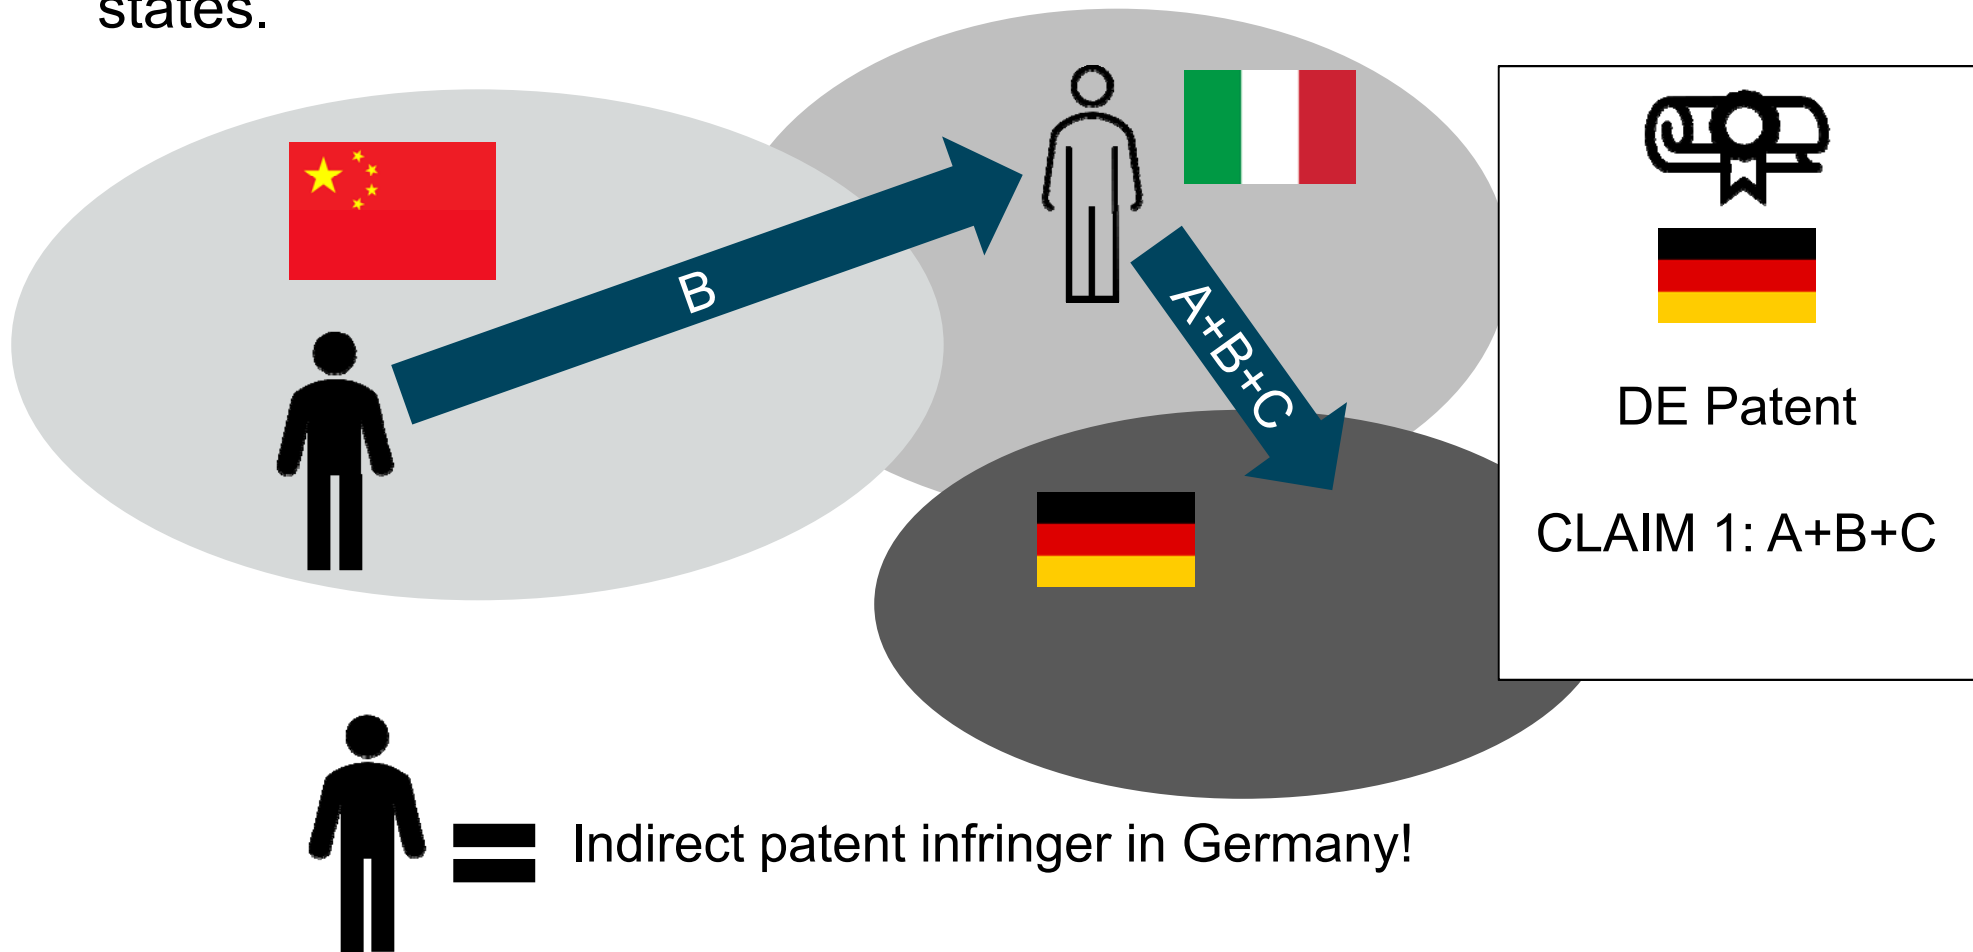 states.
B
A+B+C
DE Patent
CLAIM 1: A+B+C
Indirect patent infringer in Germany!